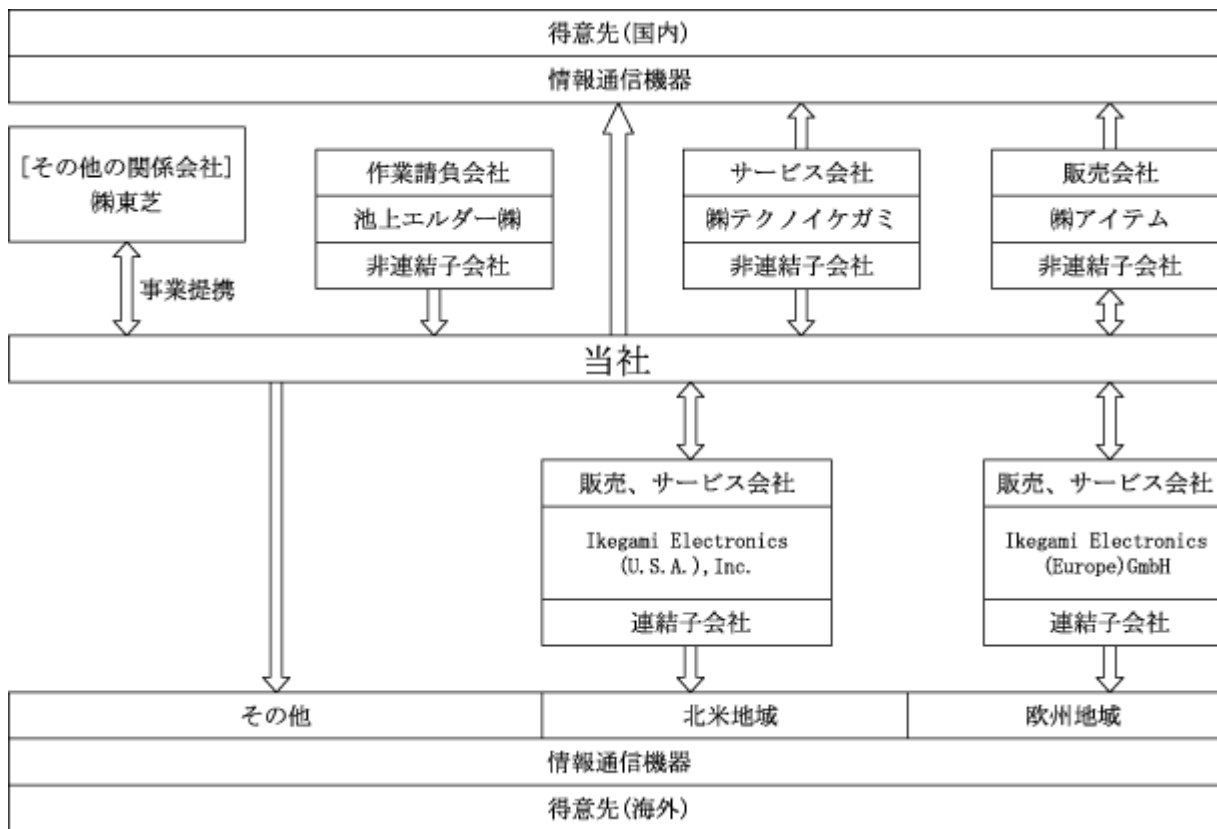 得意先(国内)
情報通信機器
[その他の関係会社]
㈱東芝
作業請負会社
池上エルダー㈱
非連結子会社
サービス会社
㈱テクノイケガミ
非連結子会社
販売会社
㈱アイテム
非連結子会社
事業提携
当社
販売、サービス会社
Ikegami Electronics
(U.S.A.),Inc.
連結子会社
販売、サービス会社
Ikegami Electronics
(Europe)GmbH
連結子会社
その他
北米地域
欧州地域
情報通信機器
得意先(海外)